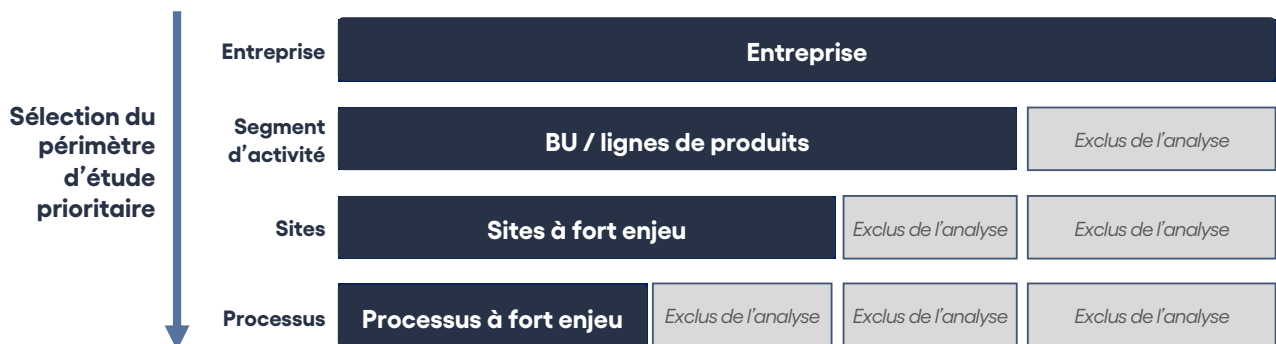 Entreprise
Entreprise
Sélection du
périmètre
d’étude
prioritaire
Segment
d’activité
BU / lignes de produits
Exclus de l’analyse
Sites
Sites à fort enjeu
Exclus de l’analyse
Exclus de l’analyse
Processus
Processus à fort enjeu
Exclus de l’analyse
Exclus de l’analyse
Exclus de l’analyse